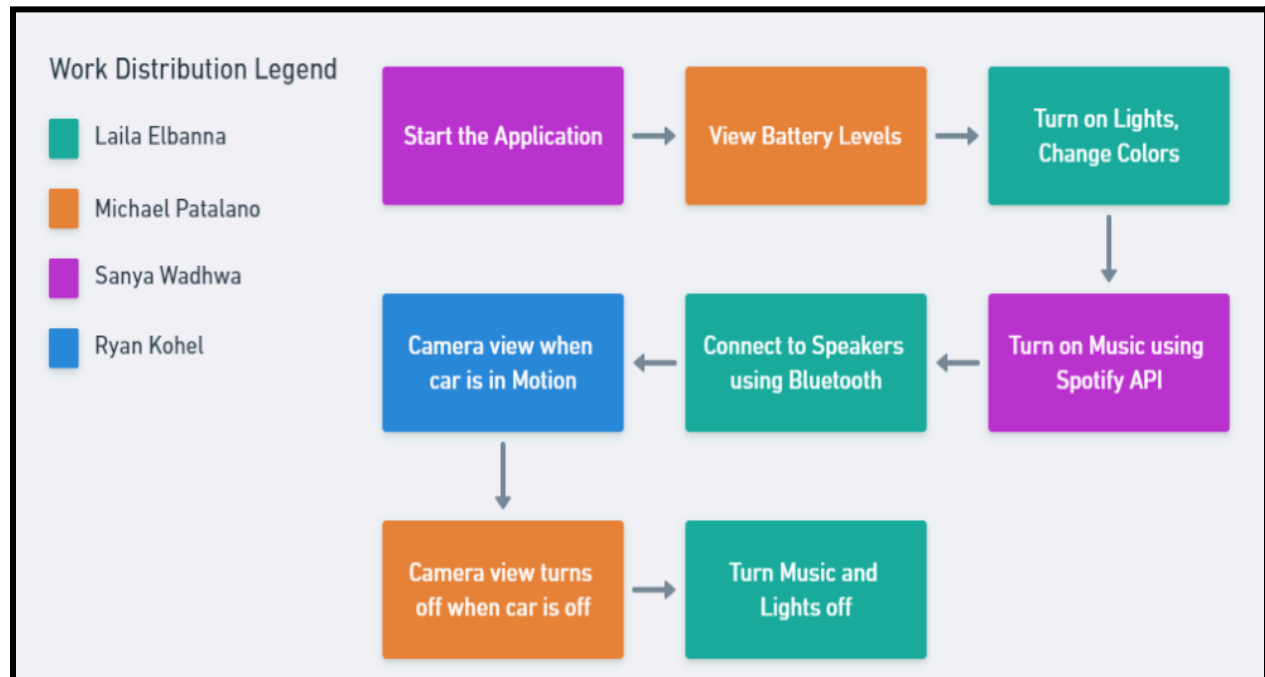 Work Distribution Legend
Laila Elbanna
Michael Patalano
Sanya Wadhwa
Ryan Kohel
Start the Application
View Battery Levels
Turn on Lights,
Change Colors
Turn on Music using
Spotify API
Connect to Speakers
using Bluetooth
Camera view when
car is in Motion
Camera view turns
off when car is off
Turn Music and
Lights off